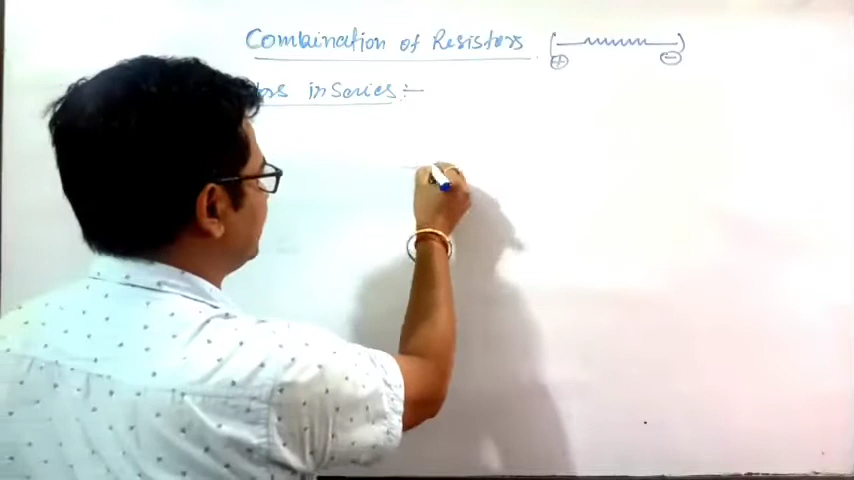 Combination of Resistors
in Series :-
+ -